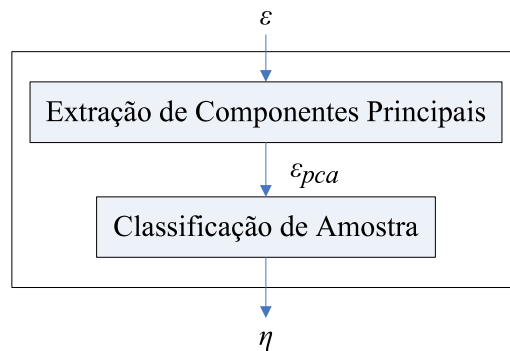 ε
Extração de Componentes Principais
εpca
Classificação de Amostra
η